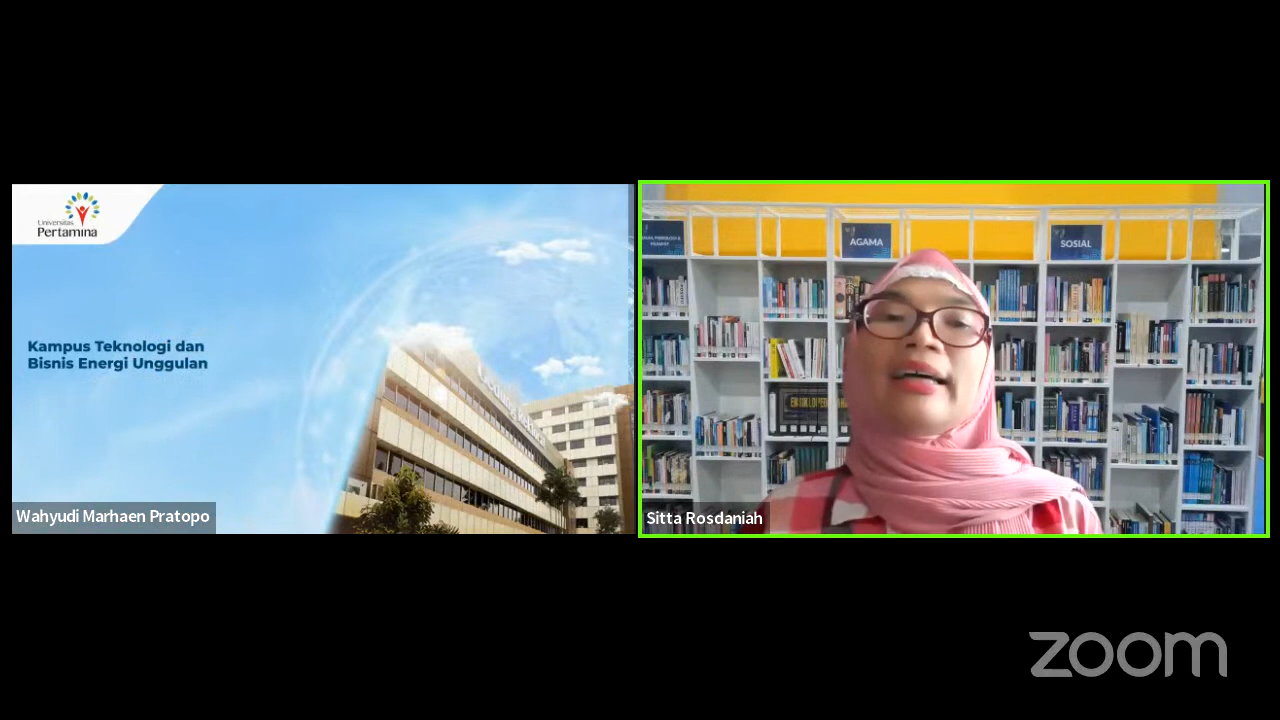 Universitas
Pertamina
Kampus Teknologi dan
Bisnis Energi Unggulan
Wahyudi Marhaen Pratopo
AGAMA
SOSIAL
Sitta Rosdaniah
zoom